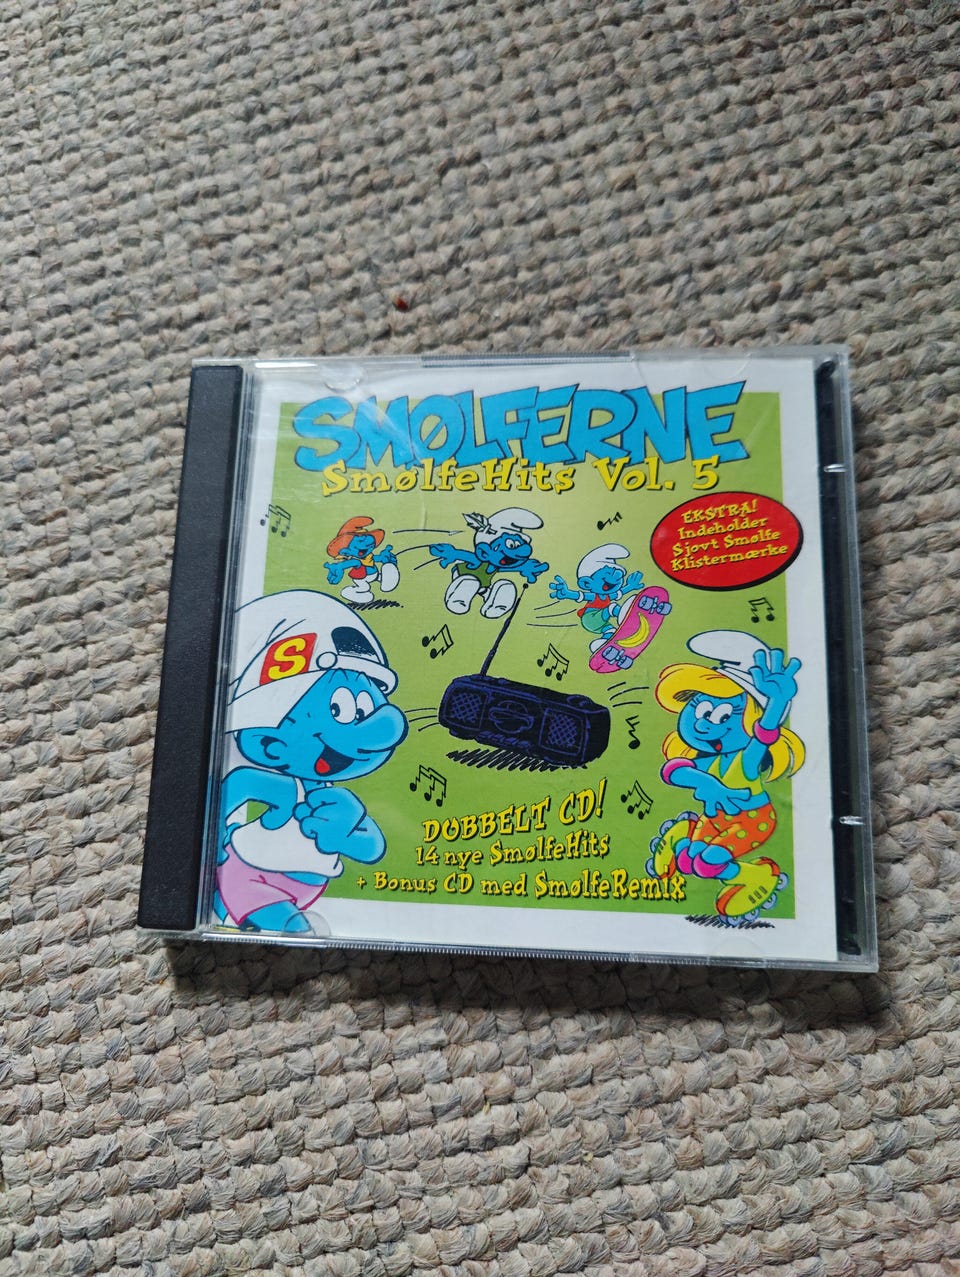 SMØLFERNE
SmølfeHits Vol. 5
EKSTRA!
Indeholder
Sjovt Smølfe
Klistermærke
S
DOBBELT CD!
14 nye SmølfeHits
+ Bonus CD med SmølfeRemix